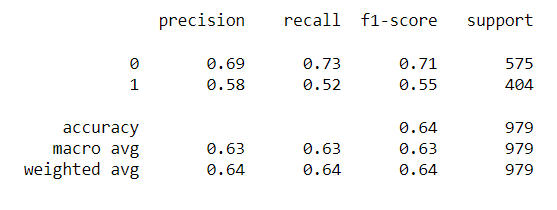 precision recall f1-score support
0 0.69 0.73 0.71 575
1 0.58 0.52 0.55 404
accuracy 0.64 979
macro avg 0.63 0.63 0.63 979
weighted avg 0.64 0.64 0.64 979